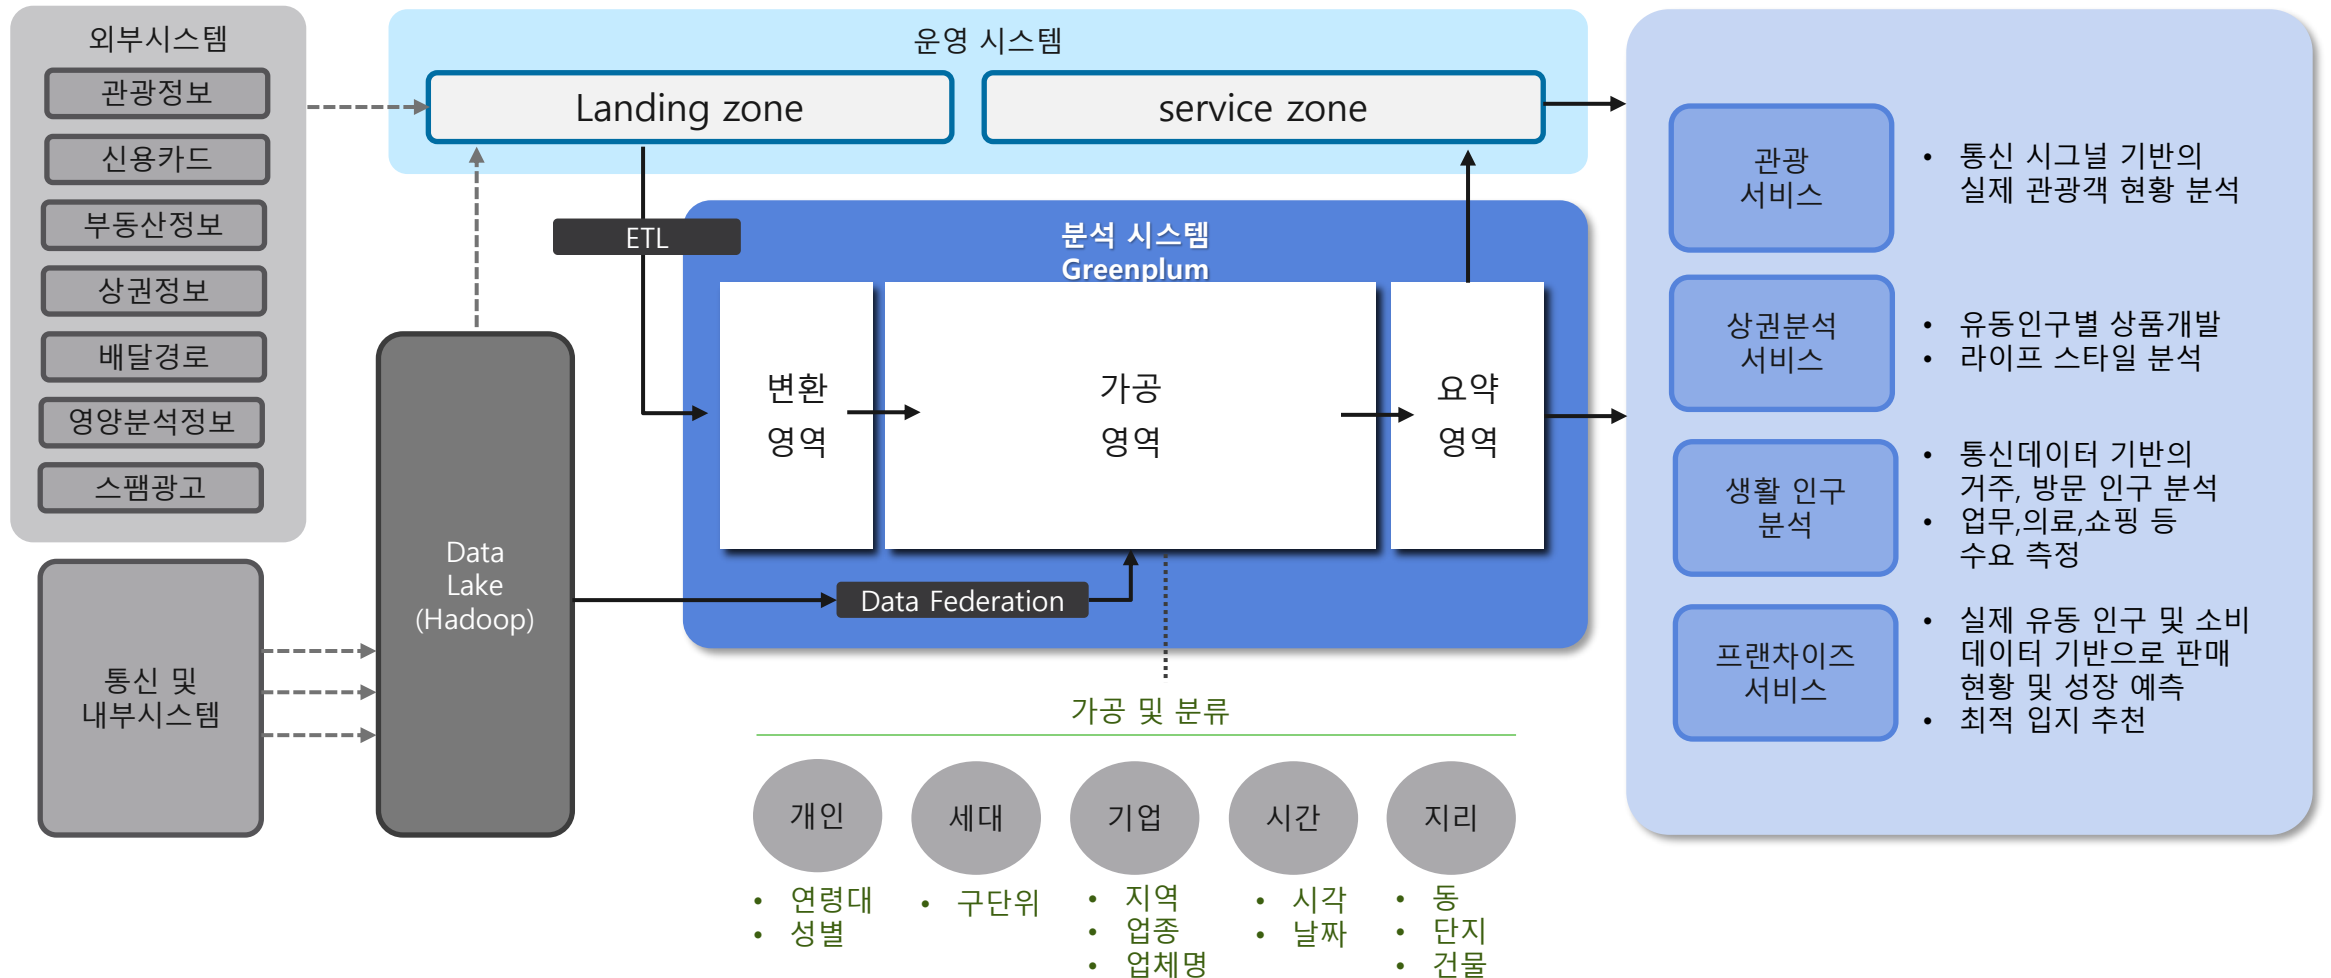 외부시스템
관광정보
신용카드
부동산정보
상권정보
배달경로
영양분석정보
스팸광고
통신 및
내부시스템
Data
Lake
(Hadoop)
운영 시스템
Landing zone
service zone
ETL
분석 시스템
Greenplum
변환
영역
가공
영역
요약
영역
Data Federation
가공 및 분류
개인
• 연령대
• 성별
세대
• 구단위
기업
• 지역
• 업종
• 업체명
시간
• 시각
• 날짜
지리
• 동
• 단지
• 건물
관광
서비스
• 통신 시그널 기반의
실제 관광객 현황 분석
상권분석
서비스
• 유동인구별 상품개발
• 라이프 스타일 분석
생활 인구
분석
• 통신데이터 기반의
거주, 방문 인구 분석
• 업무,의료,쇼핑 등
수요 측정
프랜차이즈
서비스
• 실제 유동 인구 및 소비
데이터 기반으로 판매
현황 및 성장 예측
• 최적 입지 추천